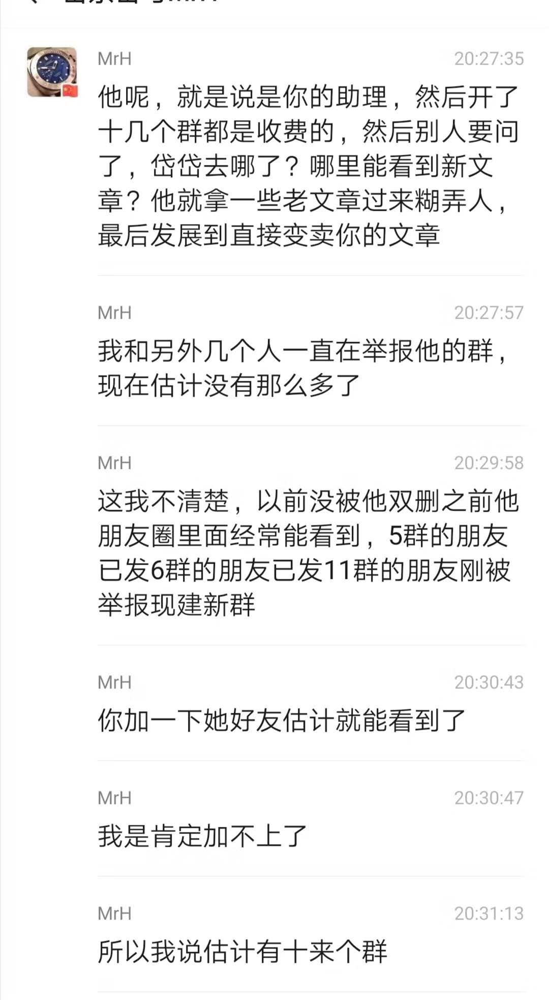 MrH 20:27:35
他呢，就是说是你的助理，然后开了
十几个群都是收费的，然后别人要问
了，岱岱去哪了？哪里能看到新文
章？他就拿一些老文章过来糊弄人，
最后发展到直接变卖你的文章
MrH 20:27:57
我和另外几个人一直在举报他的群，
现在估计没有那么多了
MrH 20:29:58
这我不清楚，以前没被他双删之前他
朋友圈里面经常能看到，5群的朋友
已发6群的朋友已发11群的朋友刚被
举报现建新群
MrH 20:30:43
你加一下她好友估计就能看到了
MrH 20:30:47
我是肯定加不上了
MrH 20:31:13
所以我说估计有十来个群